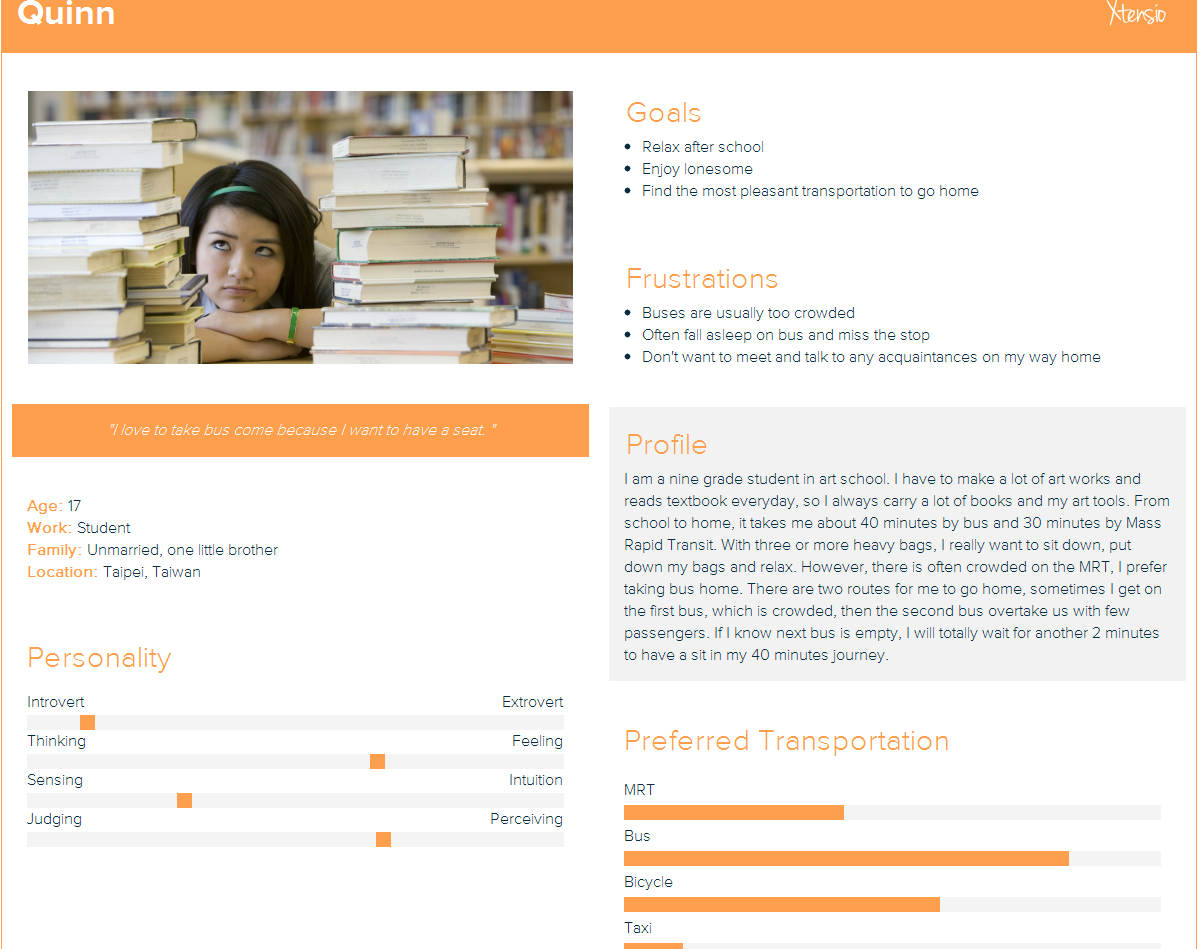 Quinn
Xtensio
Goals
Relax after school
Enjoy lonesome
Find the most pleasant transportation to go home
Frustrations
Buses are usually too crowded
Often fall asleep on bus and miss the stop
Don't want to meet and talk to any acquaintances on my way home
"I love to take bus come because I want to have a seat. "
Age: 17
Work: Student
Family: Unmarried, one little brother
Location: Taipei, Taiwan
Personality
Introvert Extrovert
Thinking Feeling
Sensing Intuition
Judging Perceiving
Profile
I am a nine grade student in art school. I have to make a lot of art works and
reads textbook everyday, so I always carry a lot of books and my art tools. From
school to home, it takes me about 40 minutes by bus and 30 minutes by Mass
Rapid Transit. With three or more heavy bags, I really want to sit down, put
down my bags and relax. However, there is often crowded on the MRT, I prefer
taking bus home. There are two routes for me to go home, sometimes I get on
the first bus, which is crowded, then the second bus overtake us with few
passengers. If I know next bus is empty, I will totally wait for another 2 minutes
to have a sit in my 40 minutes journey.
Preferred Transportation
MRT
Bus
Bicycle
Taxi